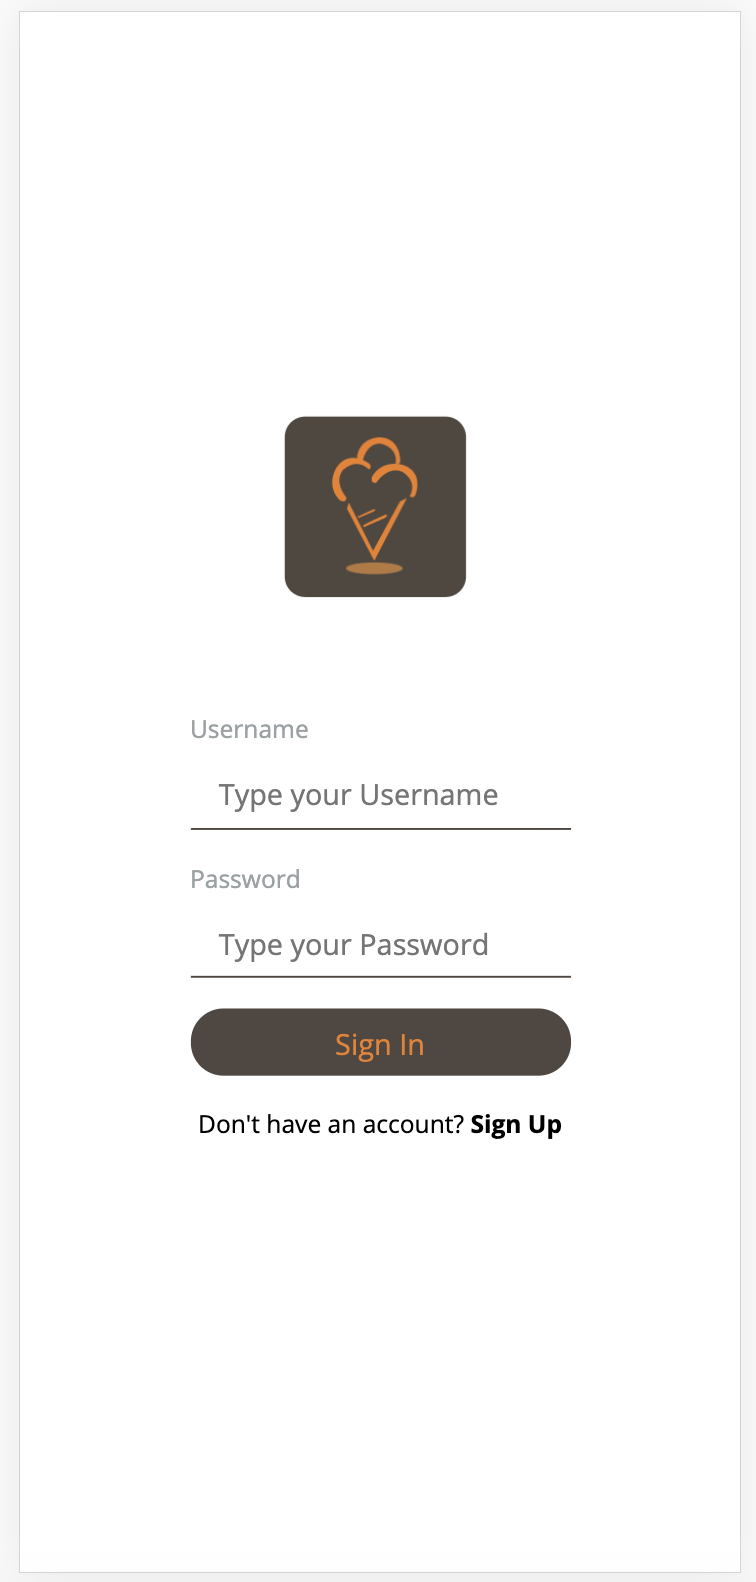 Username
Type your Username
Password
Type your Password
Sign In
Don't have an account? Sign Up